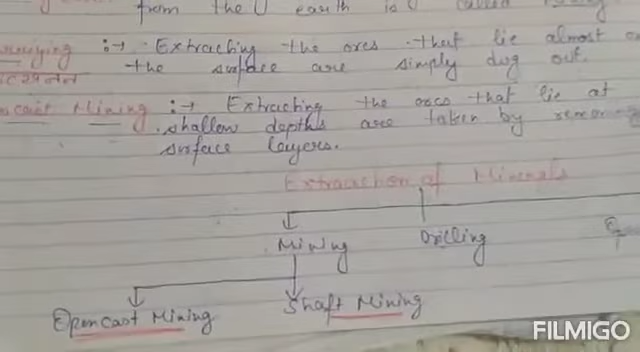 from the earth is called
Quarrying :→ Extracting the ores that lie almost on
the surface are simply dug out.
Mining :→ Extracting the ores that lie at
shallow depths are taken by removing
surface layers.
Extraction of Minerals
Mining Drilling
Opencast Mining Shaft Mining
FILMIGO